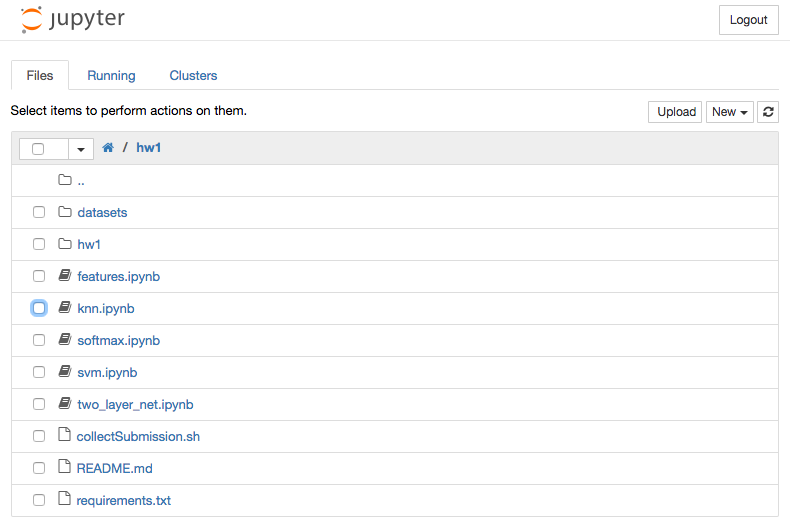 jupyter
Logout
Files Running Clusters
Select items to perform actions on them.
Upload New
/ hw1
..
datasets
hw1
features.ipynb
knn.ipynb
softmax.ipynb
svm.ipynb
two_layer_net.ipynb
collectSubmission.sh
README.md
requirements.txt